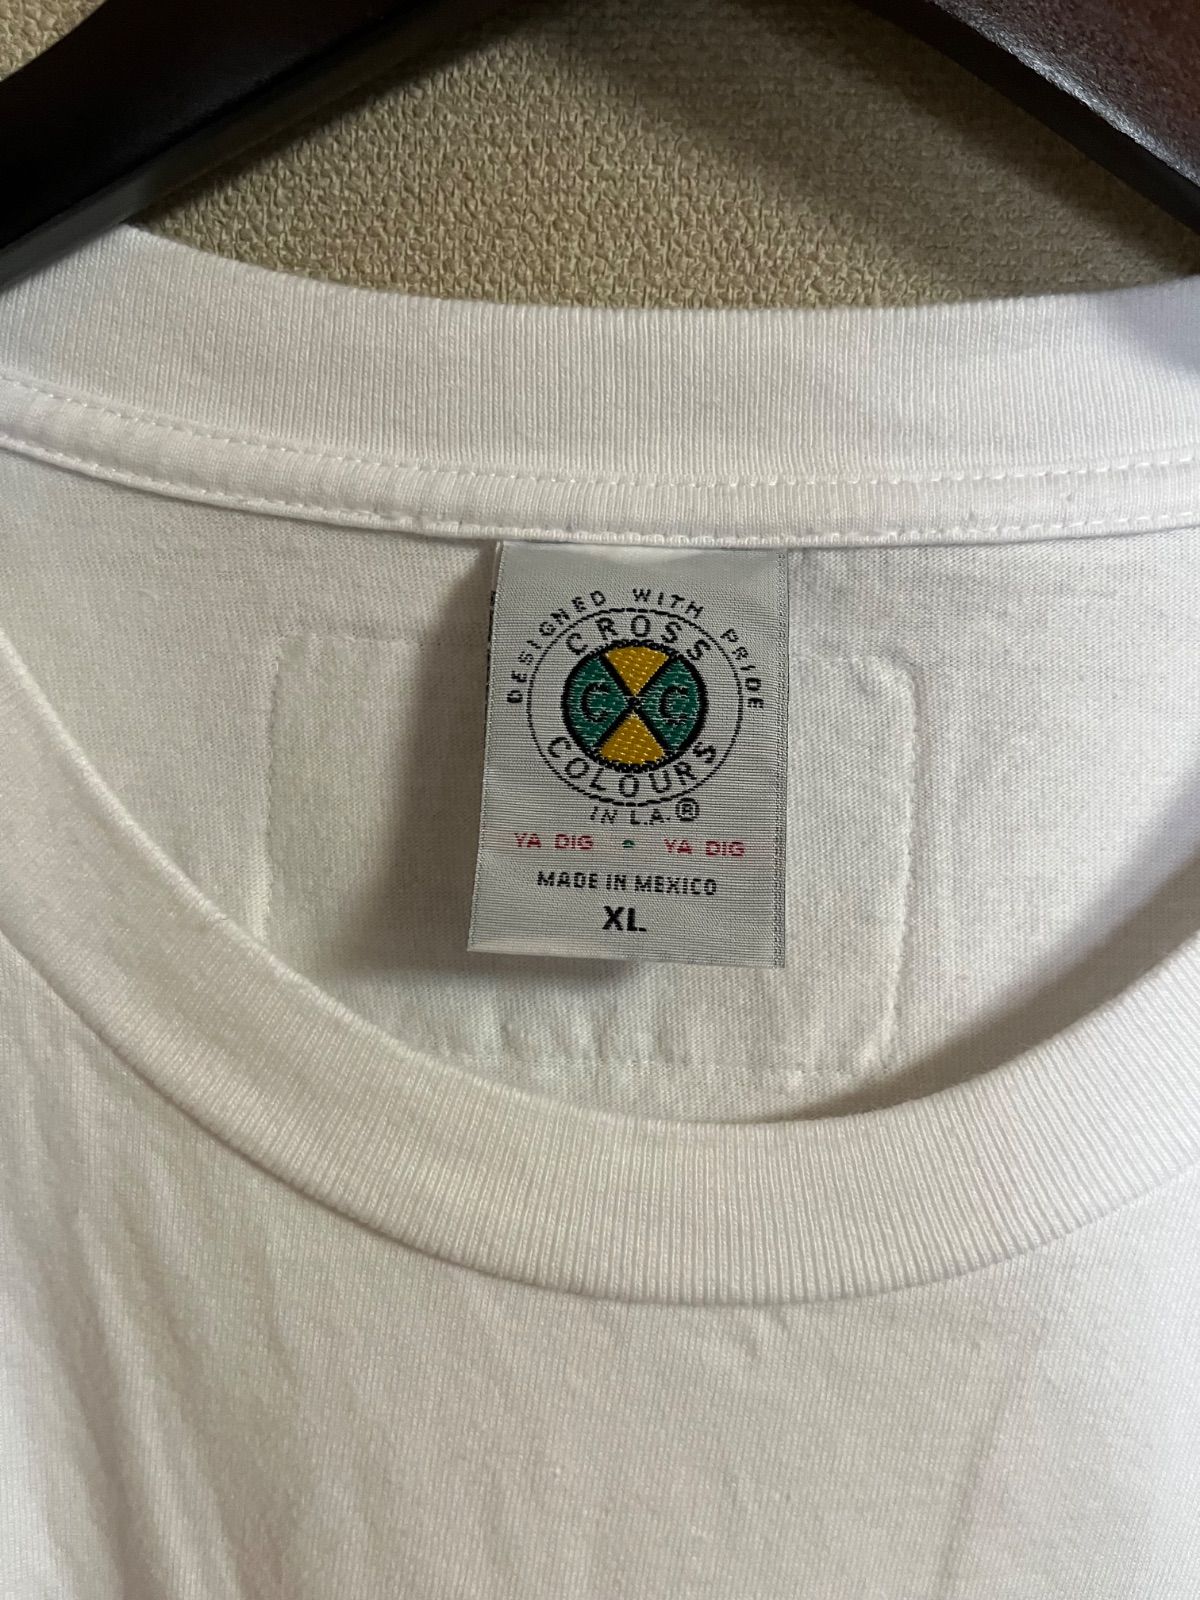 DESIGNED WITH PRIDE
CROSS
C C
COLOURS
IN L.A.®
YA DIG - YA DIG
MADE IN MEXICO
XL